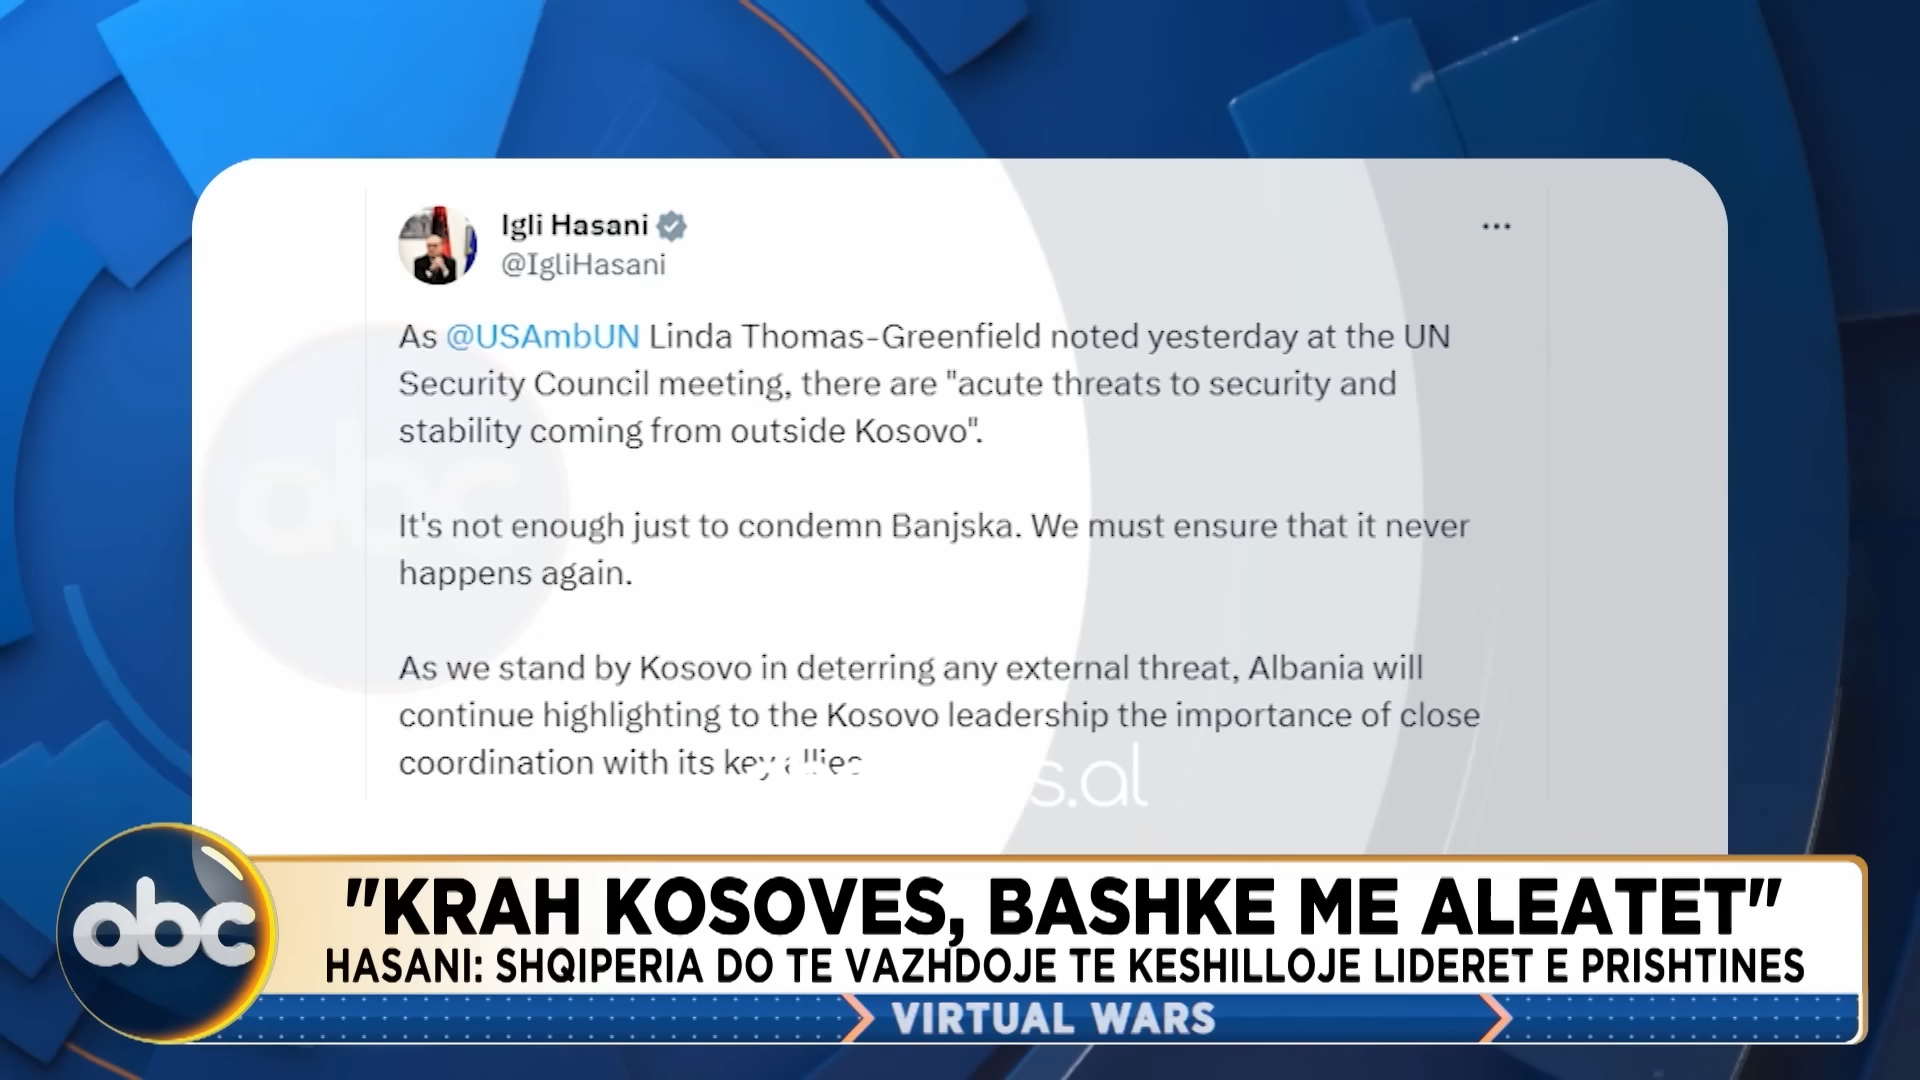 Igli Hasani
@IgliHasani
As @USAmbUN Linda Thomas-Greenfield noted yesterday at the UN
Security Council meeting, there are "acute threats to security and
stability coming from outside Kosovo".
It's not enough just to condemn Banjska. We must ensure that it never
happens again.
As we stand by Kosovo in deterring any external threat, Albania will
continue highlighting to the Kosovo leadership the importance of close
coordination with its key allies
s.al
abc
abc
"KRAH KOSOVES, BASHKE ME ALEATET"
HASANI: SHQIPERIA DO TE VAZHDOJE TE KESHILLOJE LIDERET E PRISHTINES
VIRTUAL WARS